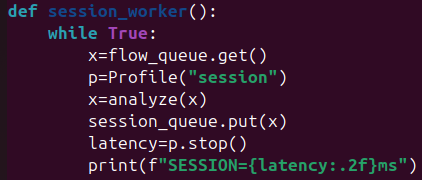 def session_worker():
    while True:
        x=flow_queue.get()
        p=Profile("session")
        x=analyze(x)
        session_queue.put(x)
        latency=p.stop()
        print(f"SESSION={latency:.2f}ms")